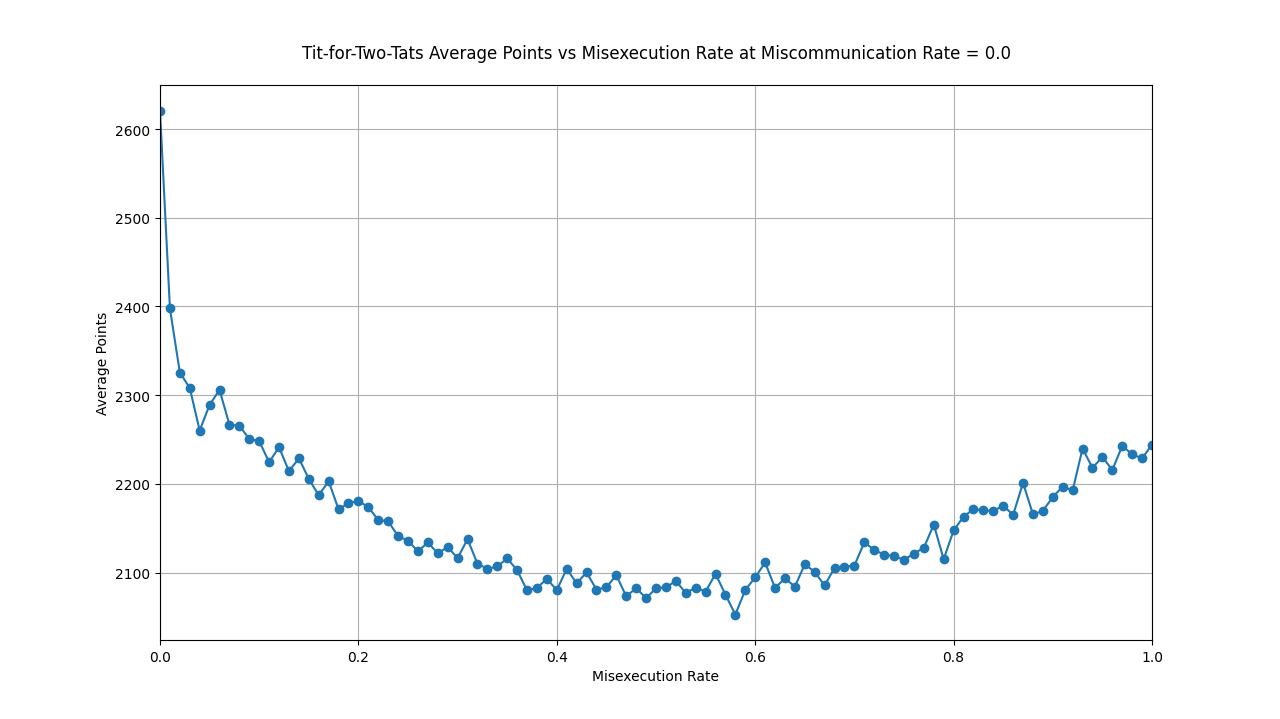 Tit-for-Two-Tats Average Points vs Misexecution Rate at Miscommunication Rate = 0.0
2600
2500
2400
2300
2200
2100
Average Points
0.0 0.2 0.4 0.6 0.8 1.0
Misexecution Rate